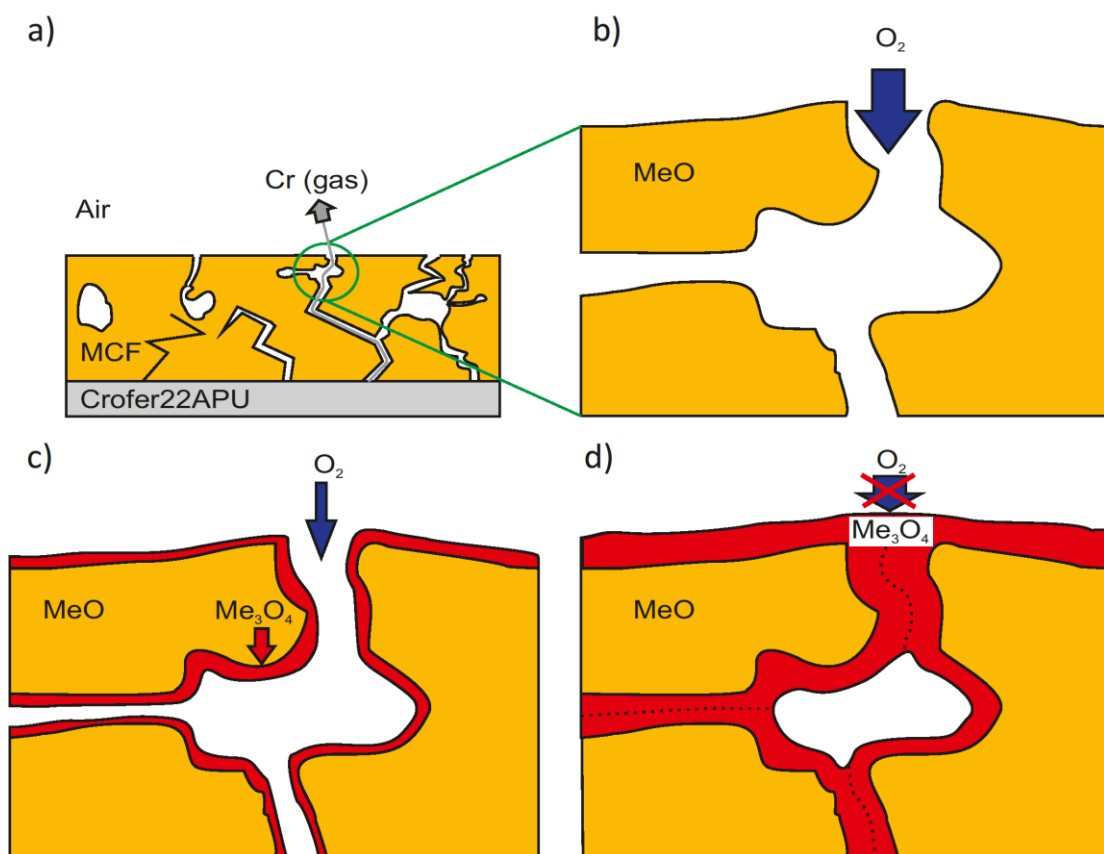 a)
Air
Cr (gas)
MCF
Crofer22APU
b)
O₂
MeO
c)
O₂
MeO
Me₃O₄
d)
O₂
Me₃O₄
MeO